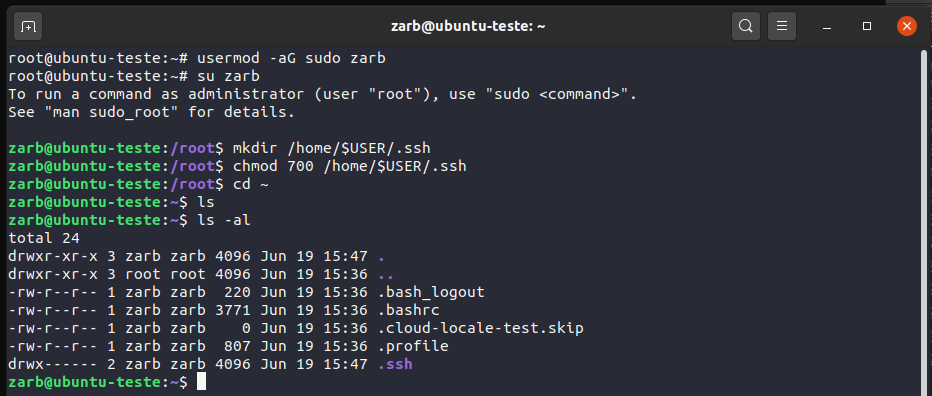 zarb@ubuntu-teste: ~
root@ubuntu-teste:~# usermod -aG sudo zarb
root@ubuntu-teste:~# su zarb
To run a command as administrator (user "root"), use "sudo <command>".
See "man sudo_root" for details.

zarb@ubuntu-teste:/root$ mkdir /home/$USER/.ssh
zarb@ubuntu-teste:/root$ chmod 700 /home/$USER/.ssh
zarb@ubuntu-teste:/root$ cd ~
zarb@ubuntu-teste:~$ ls
zarb@ubuntu-teste:~$ ls -al
total 24
drwxr-xr-x 3 zarb zarb 4096 Jun 19 15:47 .
drwxr-xr-x 3 root root 4096 Jun 19 15:36 ..
-rw-r--r-- 1 zarb zarb  220 Jun 19 15:36 .bash_logout
-rw-r--r-- 1 zarb zarb 3771 Jun 19 15:36 .bashrc
-rw-r--r-- 1 zarb zarb    0 Jun 19 15:36 .cloud-locale-test.skip
-rw-r--r-- 1 zarb zarb  807 Jun 19 15:36 .profile
drwx------ 2 zarb zarb 4096 Jun 19 15:47 .ssh
zarb@ubuntu-teste:~$